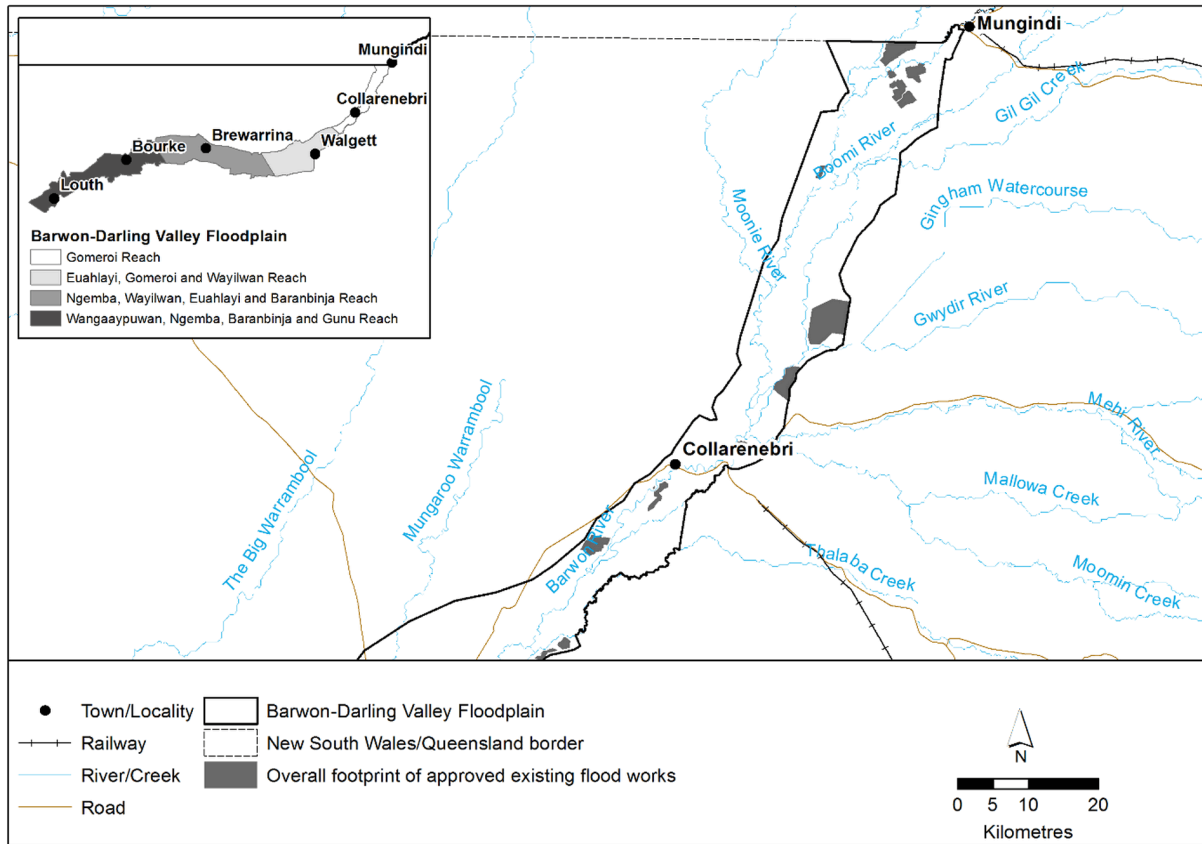 Mungindi
Collarenebri
Brewarrina
Walgett
Bourke
Louth
Barwon-Darling Valley Floodplain
Gomeroi Reach
Euahlayi, Gomeroi and Wayilwan Reach
Ngemba, Wayilwan, Euahlayi and Baranbinja Reach
Wangaaypuwan, Ngemba, Baranbinja and Gunu Reach
Mungindi
Gil Gil Creek
Boomi River
Gingham Watercourse
Moonie River
Gwydir River
Mehi River
Collarenebri
Mallowa Creek
Mungaroo Warrambool
The Big Warrambool
Barwon River
Thalaba Creek
Moomin Creek
Town/Locality
Railway
River/Creek
Road
Barwon-Darling Valley Floodplain
New South Wales/Queensland border
Overall footprint of approved existing flood works
N
0 5 10 20
Kilometres